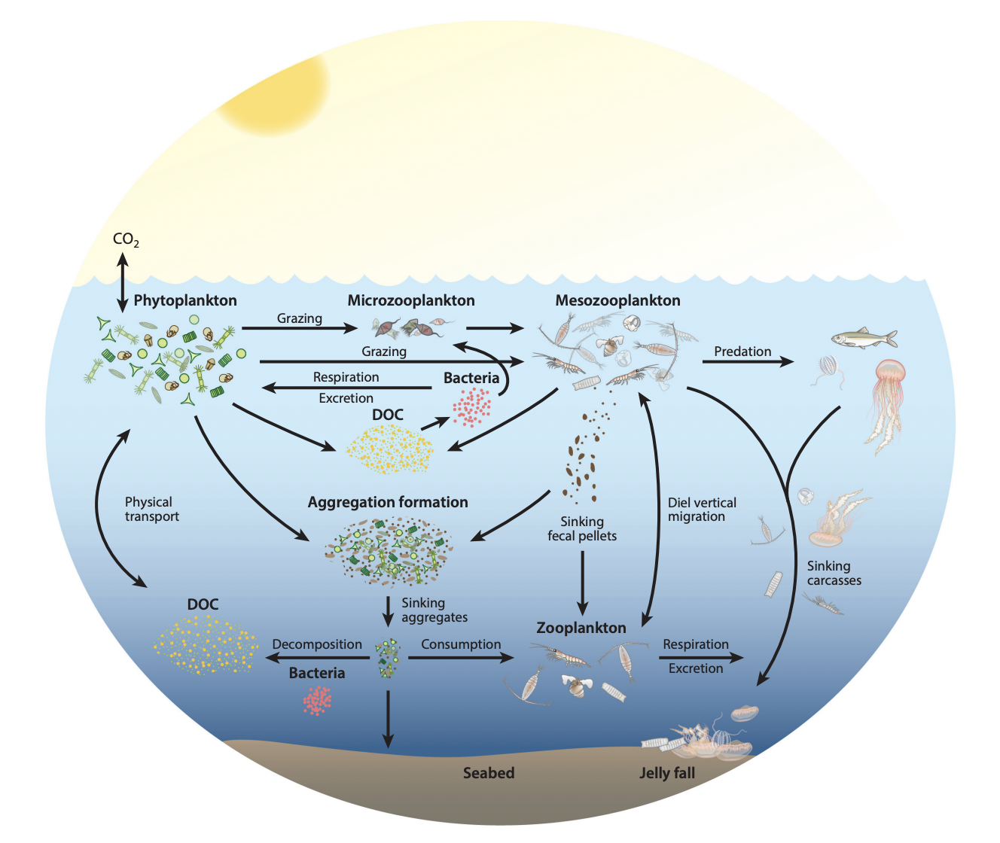 CO2
Phytoplankton
Microzooplankton
Mesozooplankton
Grazing
Grazing
Predation
Respiration
Excretion
Bacteria
DOC
Aggregation formation
Physical
transport
Sinking
fecal pellets
Diel vertical
migration
Sinking
carcasses
DOC
Sinking
aggregates
Zooplankton
Decomposition
Consumption
Respiration
Excretion
Bacteria
Seabed
Jelly fall